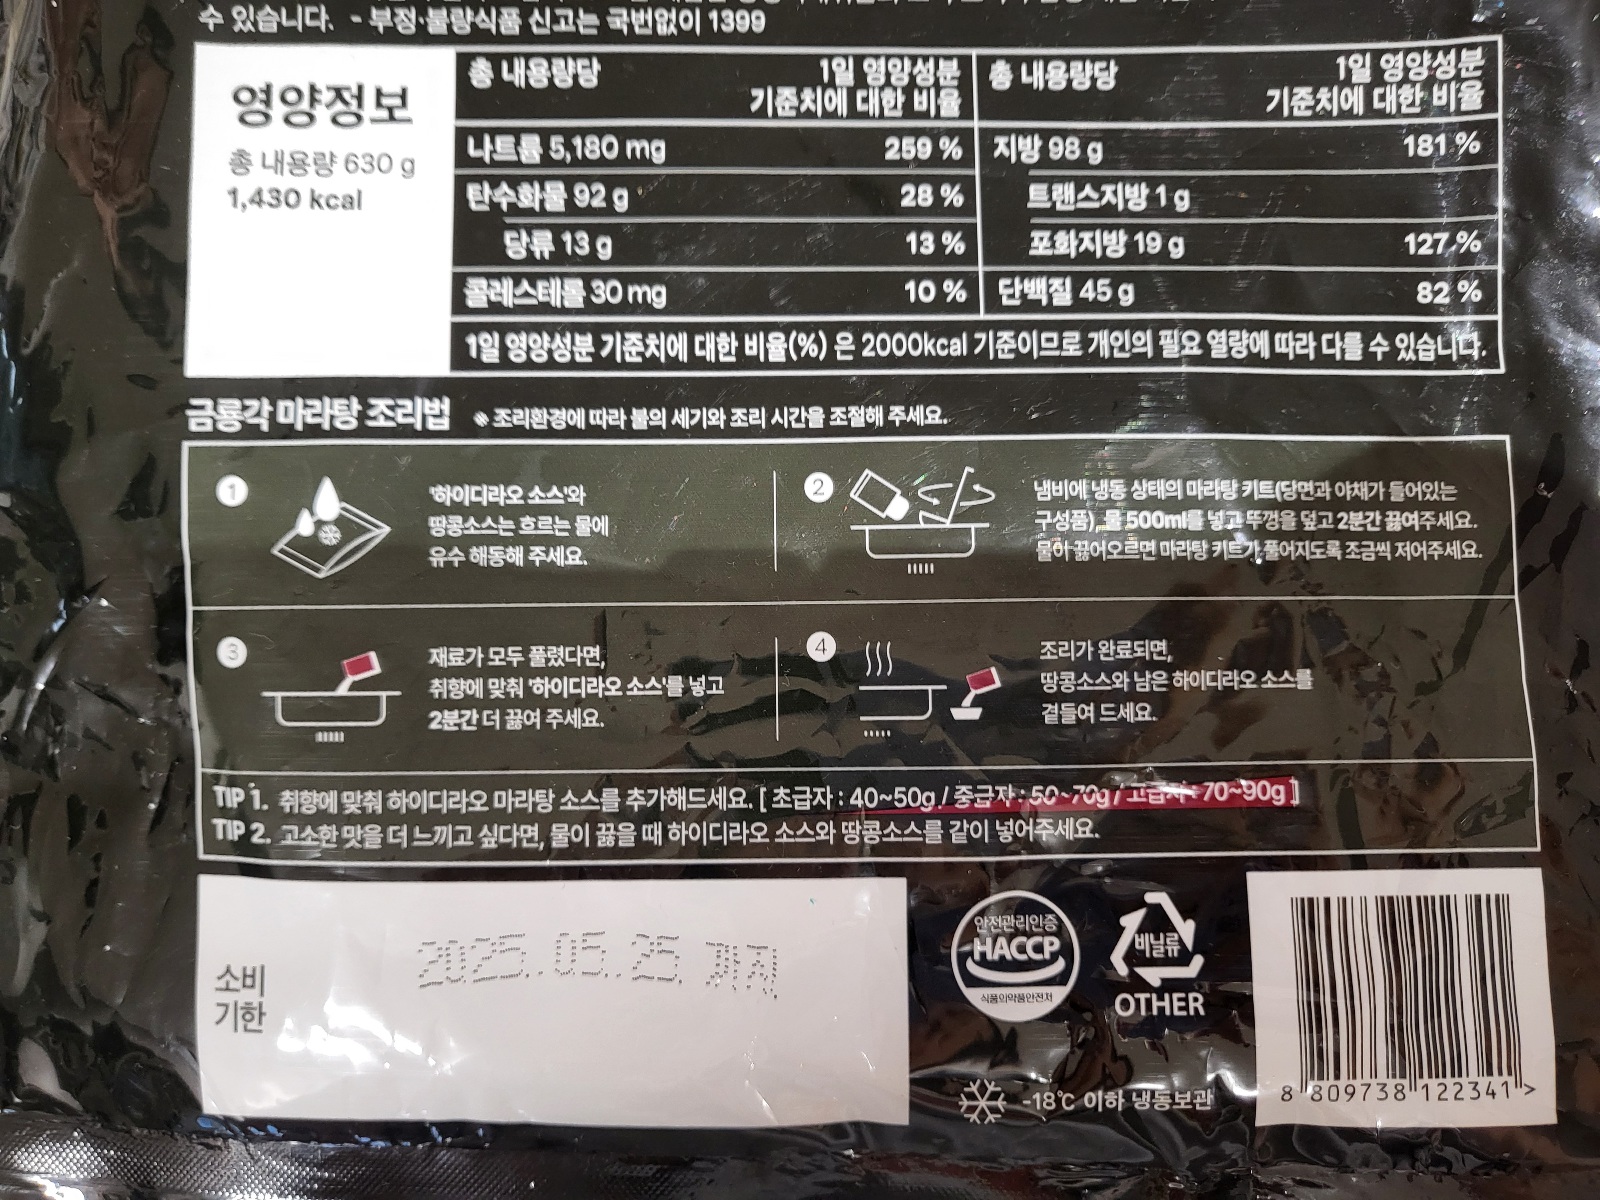 수 있습니다. - 부정·불량식품 신고는 국번없이 1399
영양정보
총 내용량 630 g
1,430 kcal
총 내용량당 1일 영양성분 기준치에 대한 비율
나트륨 5,180 mg 259 %
탄수화물 92 g 28 %
당류 13 g 13 %
콜레스테롤 30 mg 10 %
총 내용량당 1일 영양성분 기준치에 대한 비율
지방 98 g 181 %
트랜스지방 1 g
포화지방 19 g 127 %
단백질 45 g 82 %
1일 영양성분 기준치에 대한 비율(%) 은 2000kcal 기준이므로 개인의 필요 열량에 따라 다를 수 있습니다.
금룡각 마라탕 조리법 ※ 조리환경에 따라 불의 세기와 조리 시간을 조절해 주세요.
1
'하이디라오 소스'와
땅콩소스는 흐르는 물에
유수 해동해 주세요.
2
냄비에 냉동 상태의 마라탕 키트(당면과 야채가 들어있는
구성품), 물 500ml를 넣고 뚜껑을 덮고 2분간 끓여주세요.
물이 끓어오르면 마라탕 키트가 풀어지도록 조금씩 저어주세요.
3
재료가 모두 풀렸다면,
취향에 맞춰 '하이디라오 소스'를 넣고
2분간 더 끓여 주세요.
4
조리가 완료되면,
땅콩소스와 남은 하이디라오 소스를
곁들여 드세요.
TIP 1. 취향에 맞춰 하이디라오 마라탕 소스를 추가해드세요. [ 초급자 : 40~50g / 중급자 : 50~70g / 고급자 : 70~90g ]
TIP 2. 고소한 맛을 더 느끼고 싶다면, 물이 끓을 때 하이디라오 소스와 땅콩소스를 같이 넣어주세요.
소비
기한
2025.05.25.까지
안전관리인증
HACCP
식품의약품안전처
비닐류
OTHER
-18℃ 이하 냉동보관
8 809738 122341 >